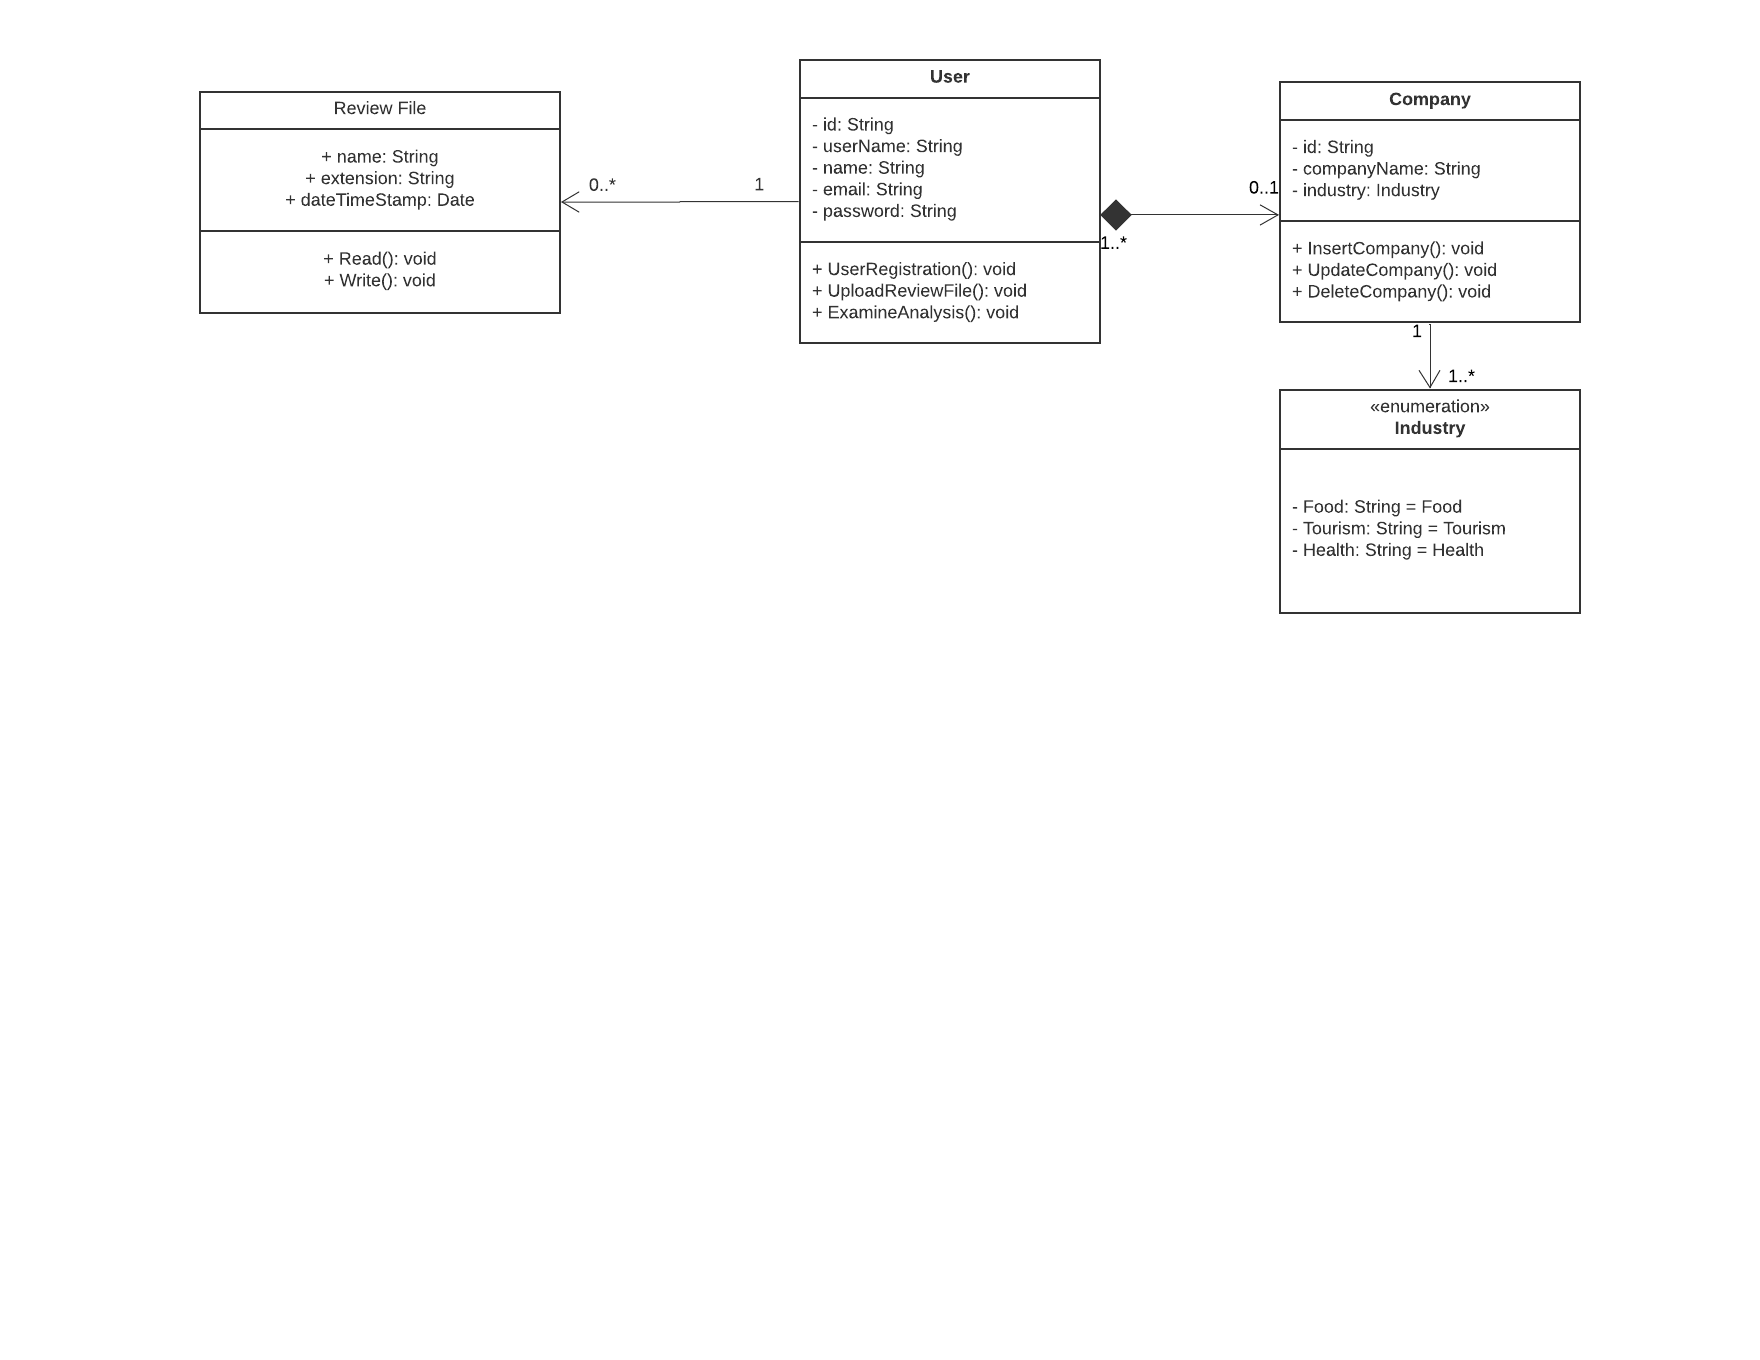 Review File
+ name: String
+ extension: String
+ dateTimeStamp: Date
+ Read(): void
+ Write(): void
0..*
1
User
- id: String
- userName: String
- name: String
- email: String
- password: String
+ UserRegistration(): void
+ UploadReviewFile(): void
+ ExamineAnalysis(): void
1..*
0..1
Company
- id: String
- companyName: String
- industry: Industry
+ InsertCompany(): void
+ UpdateCompany(): void
+ DeleteCompany(): void
1
1..*
«enumeration»
Industry
- Food: String = Food
- Tourism: String = Tourism
- Health: String = Health